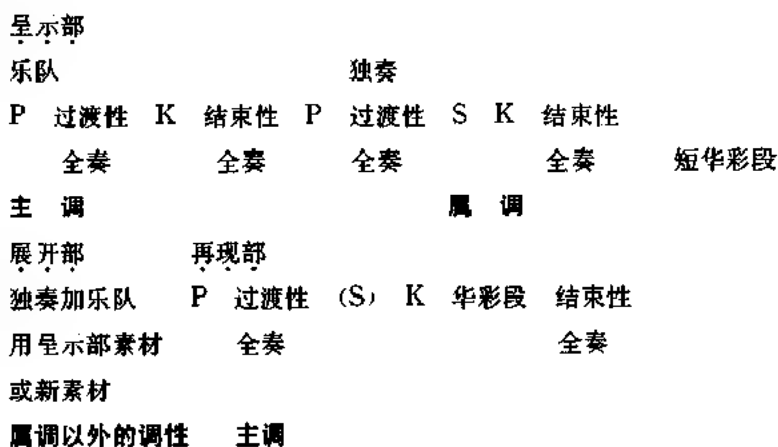 呈示部
乐队 独奏
P 过渡性 K 结束性 P 过渡性 S K 结束性
全奏 全奏 全奏 全奏 短华彩段
主 调 属 调
展开部 再现部
独奏加乐队 P 过渡性 (S) K 华彩段 结束性
用呈示部素材 全奏 全奏
或新素材
属调以外的调性 主调